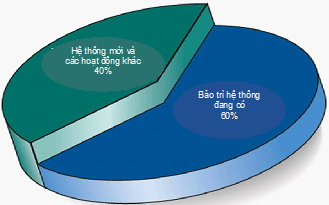 Hệ thống mới và
các hoạt động khác
40%
Bảo trì hệ thống
đang có
60%